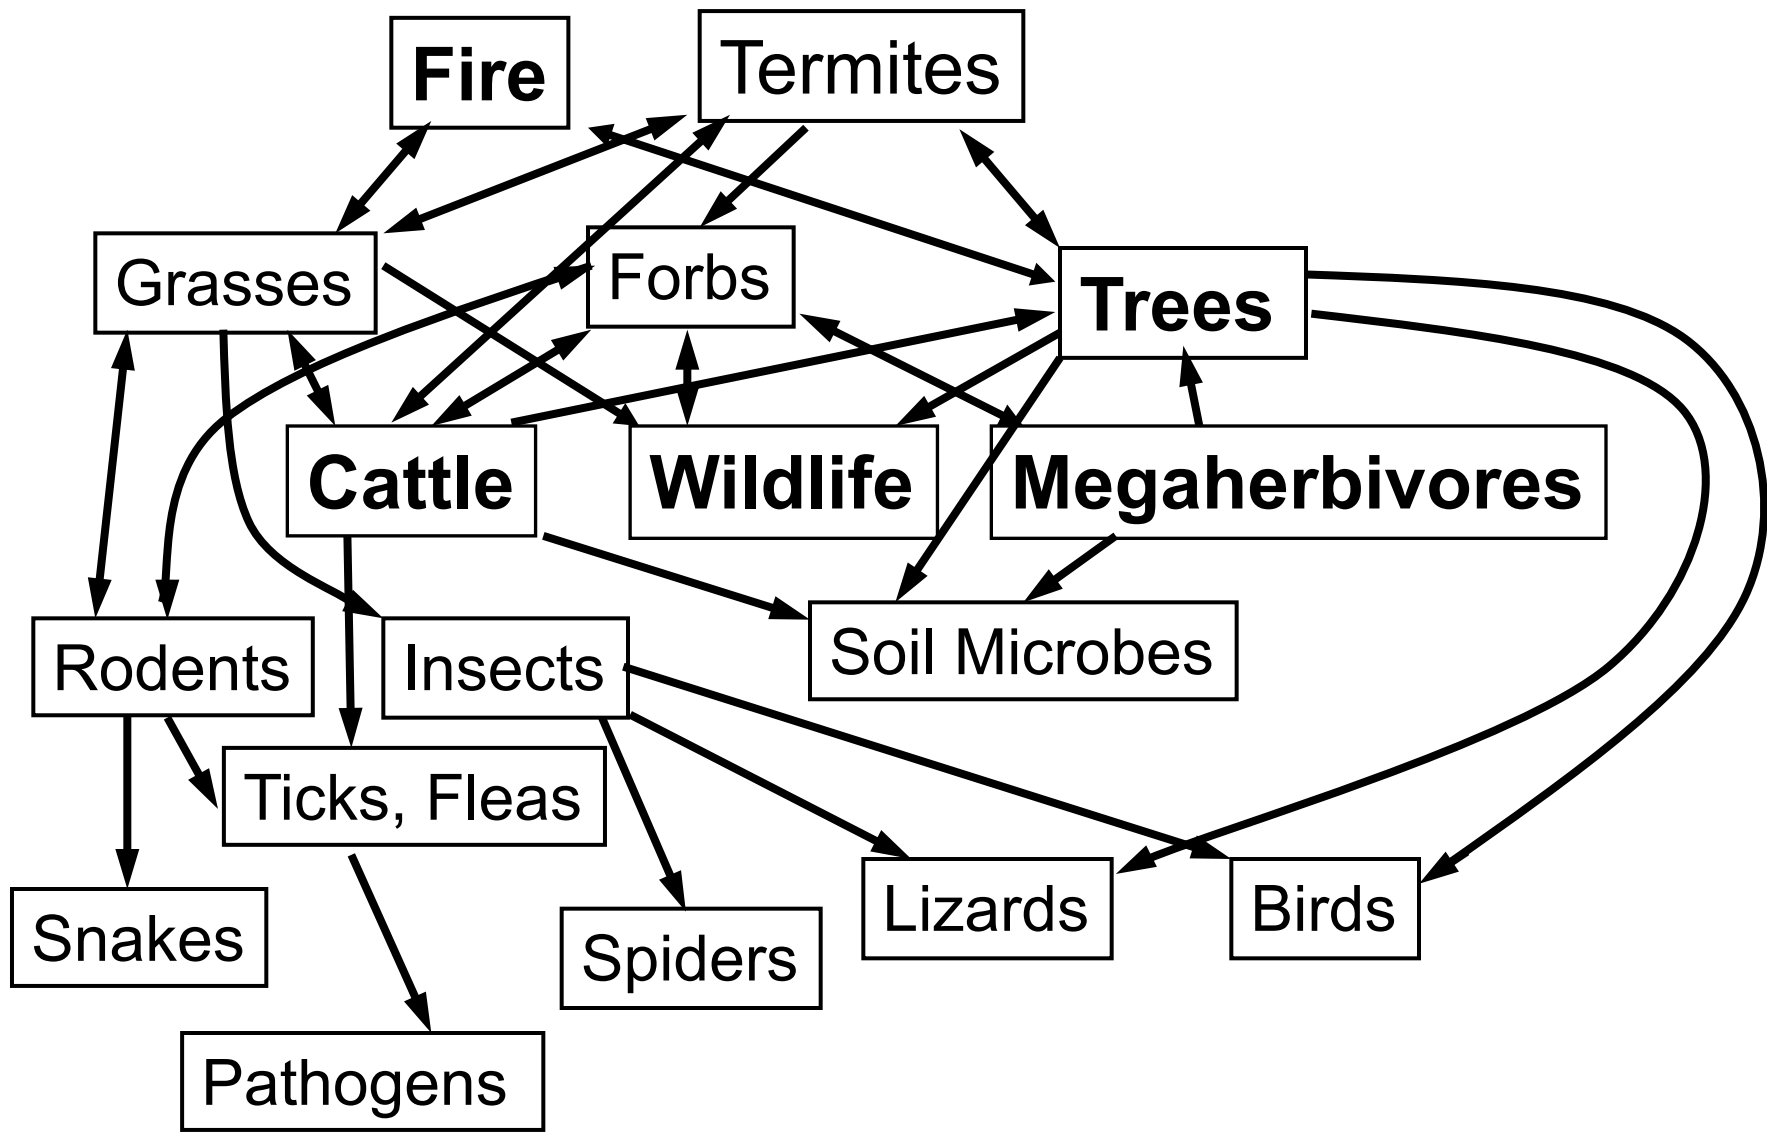 Fire
Termites
Grasses
Forbs
Trees
Cattle
Wildlife
Megaherbivores
Rodents
Insects
Soil Microbes
Ticks, Fleas
Snakes
Spiders
Lizards
Birds
Pathogens